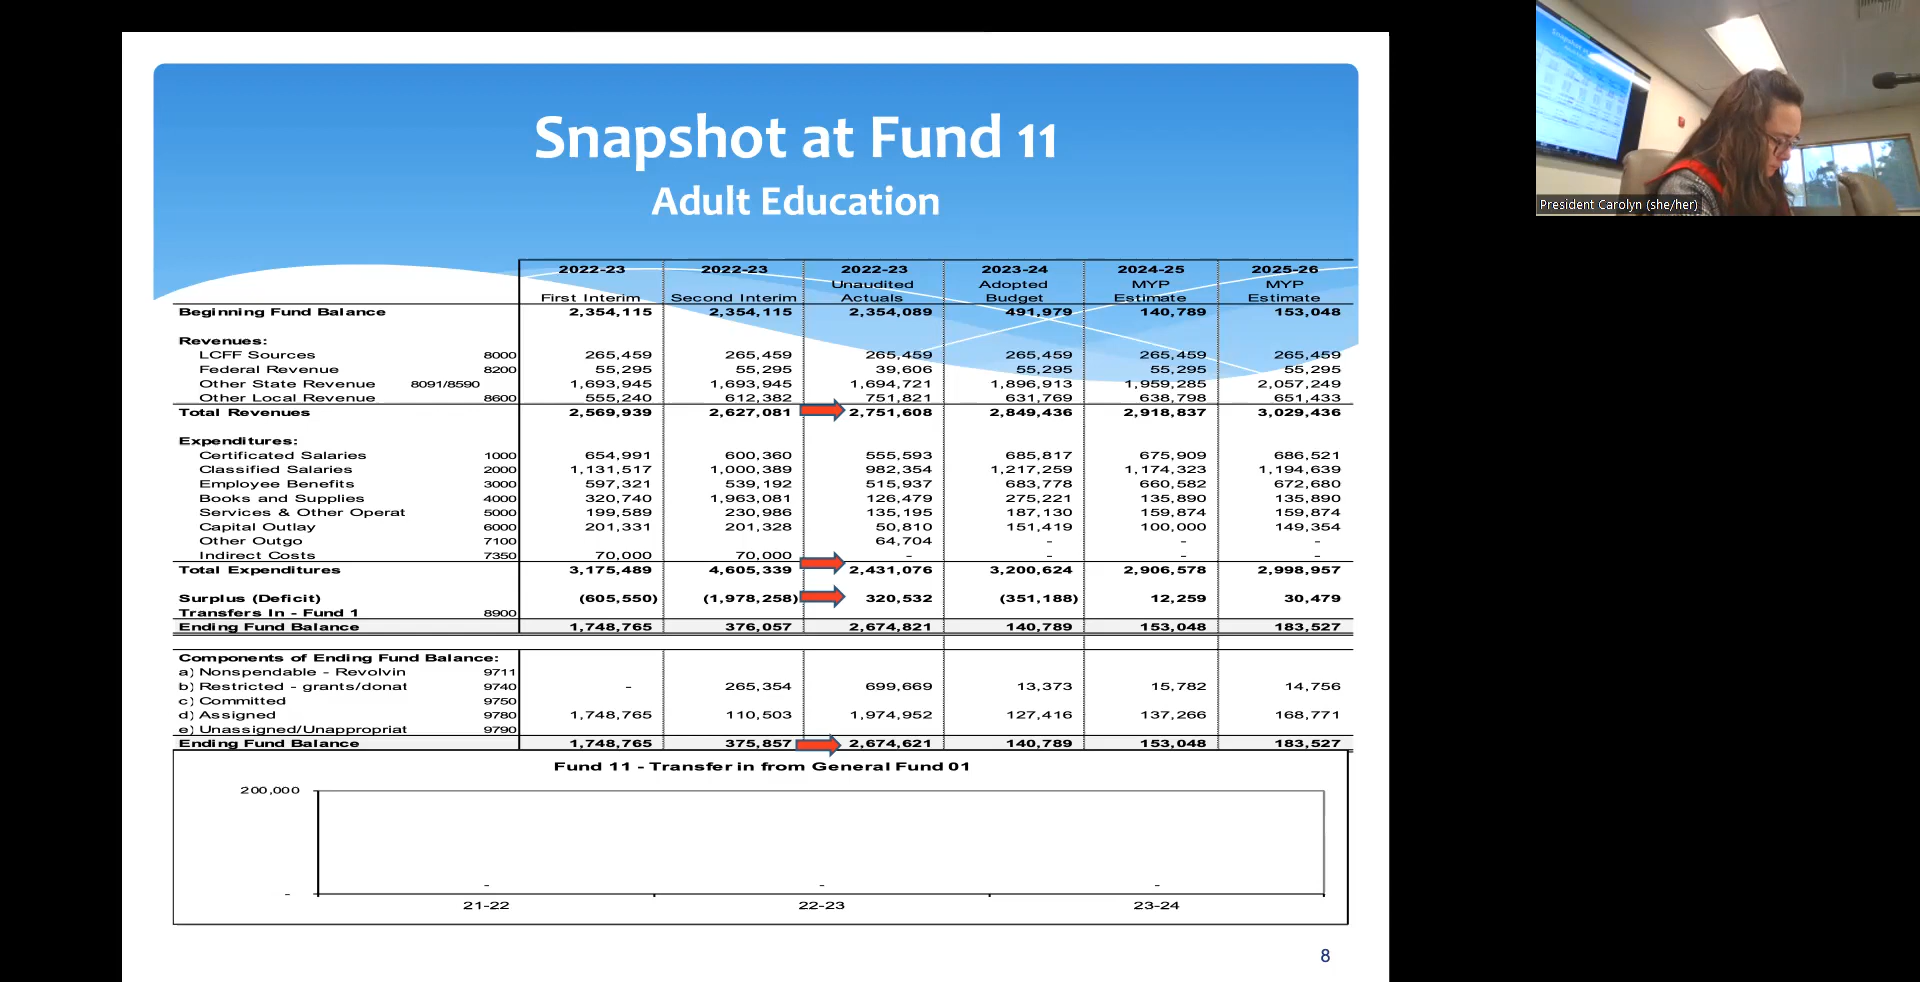 Snapshot at Fund 11
Adult Education
2022-23 2022-23 2022-23 2023-24 2024-25 2025-26
Unaudited Adopted MYP MYP
First Interim Second Interim Actuals Budget Estimate Estimate
Beginning Fund Balance 2,354,115 2,354,115 2,354,089 491,979 140,789 153,048
Revenues:
LCFF Sources 8000 265,459 265,459 265,459 265,459 265,459 265,459
Federal Revenue 8200 55,295 55,295 39,606 55,295 55,295 55,295
Other State Revenue 8091/8590 1,693,945 1,693,945 1,694,721 1,896,913 1,959,285 2,057,249
Other Local Revenue 8600 555,240 612,382 751,821 631,769 638,798 651,433
Total Revenues 2,569,939 2,627,081 2,751,608 2,849,436 2,918,837 3,029,436
Expenditures:
Certificated Salaries 1000 654,991 600,360 555,593 685,817 675,909 686,521
Classified Salaries 2000 1,131,517 1,000,389 982,354 1,217,259 1,174,323 1,194,639
Employee Benefits 3000 597,321 539,192 515,937 683,778 660,582 672,680
Books and Supplies 4000 320,740 1,963,081 126,479 275,221 135,890 135,890
Services & Other Operat 5000 199,589 230,986 135,195 187,130 159,874 159,874
Capital Outlay 6000 201,331 201,328 50,810 151,419 100,000 149,354
Other Outgo 7100 64,704 - - -
Indirect Costs 7350 70,000 70,000 - - - -
Total Expenditures 3,175,489 4,605,339 2,431,076 3,200,624 2,906,578 2,998,957
Surplus (Deficit) (605,550) (1,978,258) 320,532 (351,188) 12,259 30,479
Transfers In - Fund 1 8900
Ending Fund Balance 1,748,765 376,057 2,674,821 140,789 153,048 183,527
Components of Ending Fund Balance:
a) Nonspendable - Revolvin 9711
b) Restricted - grants/donat 9740 - 265,354 699,669 13,373 15,782 14,756
c) Committed 9750
d) Assigned 9780 1,748,765 110,503 1,974,952 127,416 137,266 168,771
e) Unassigned/Unappropriat 9790
Ending Fund Balance 1,748,765 375,857 2,674,621 140,789 153,048 183,527
Fund 11 - Transfer in from General Fund 01
200,000
- - -
-
21-22 22-23 23-24
8
President Carolyn (she/her)